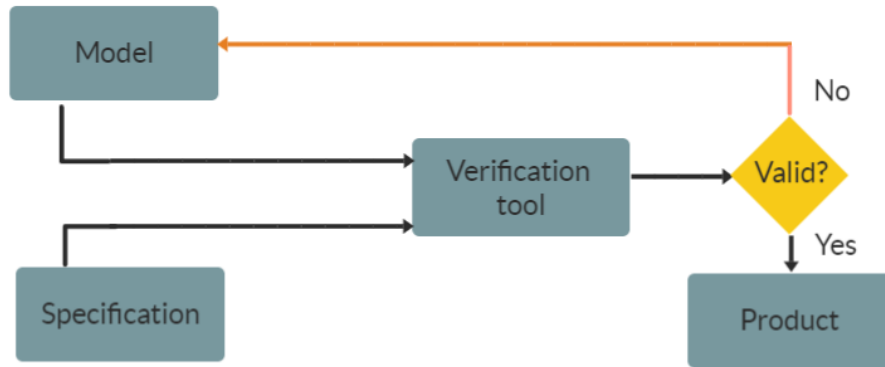 Model
No
Verification
tool
Valid?
Yes
Specification
Product